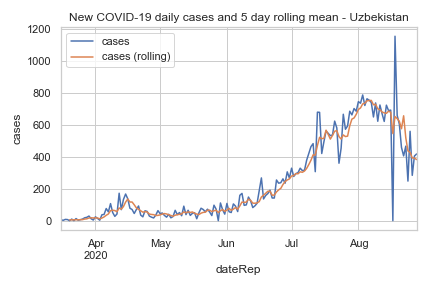 New COVID-19 daily cases and 5 day rolling mean - Uzbekistan
cases
cases (rolling)
1200
1000
800
600
400
200
0
cases
Apr
2020
May
Jun
Jul
Aug
dateRep